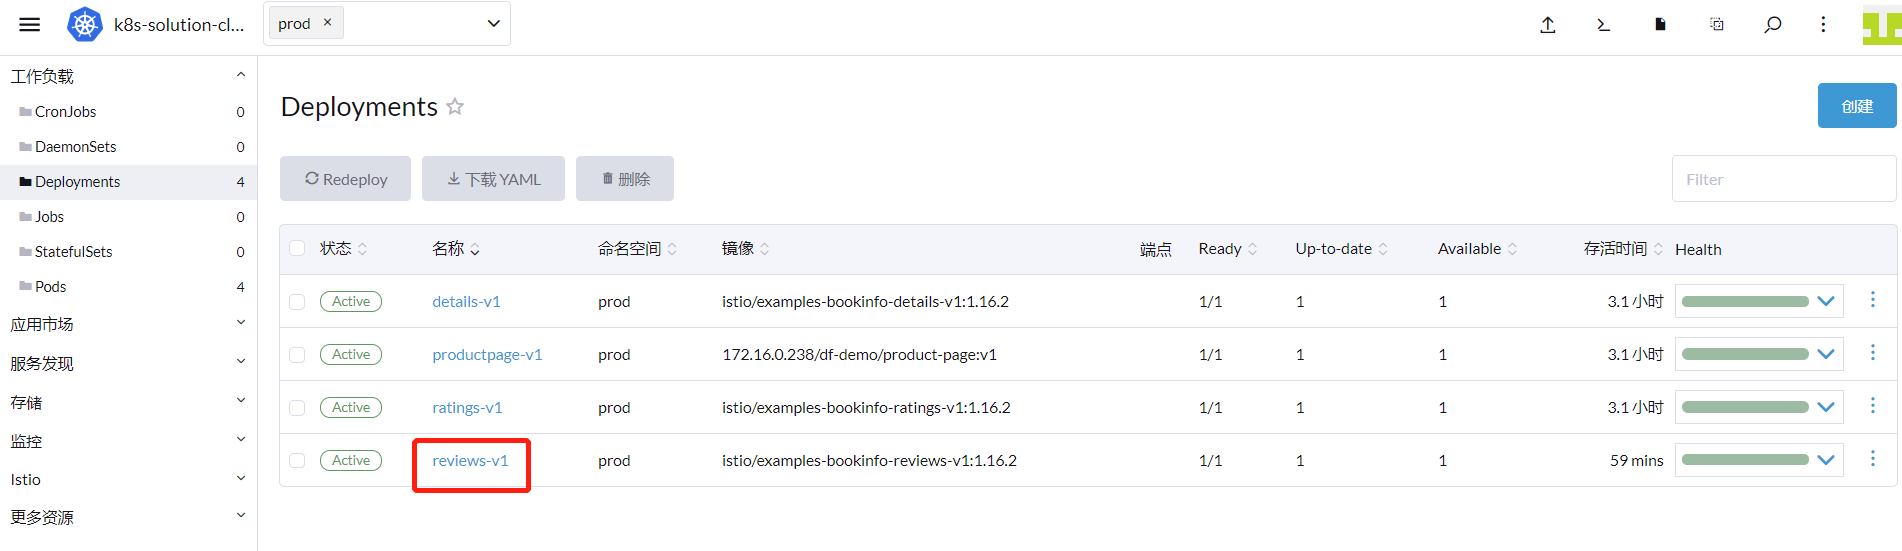 k8s-solution-cl...
prod ×
工作负载
CronJobs 0
DaemonSets 0
Deployments 4
Jobs 0
StatefulSets 0
Pods 4
应用市场
服务发现
存储
监控
Istio
更多资源
Deployments
创建
Redeploy
下载 YAML
删除
Filter
状态 名称 命名空间 镜像 端点 Ready Up-to-date Available 存活时间 Health
Active details-v1 prod istio/examples-bookinfo-details-v1:1.16.2 1/1 1 1 3.1 小时
Active productpage-v1 prod 172.16.0.238/df-demo/product-page:v1 1/1 1 1 3.1 小时
Active ratings-v1 prod istio/examples-bookinfo-ratings-v1:1.16.2 1/1 1 1 3.1 小时
Active reviews-v1 prod istio/examples-bookinfo-reviews-v1:1.16.2 1/1 1 1 59 mins